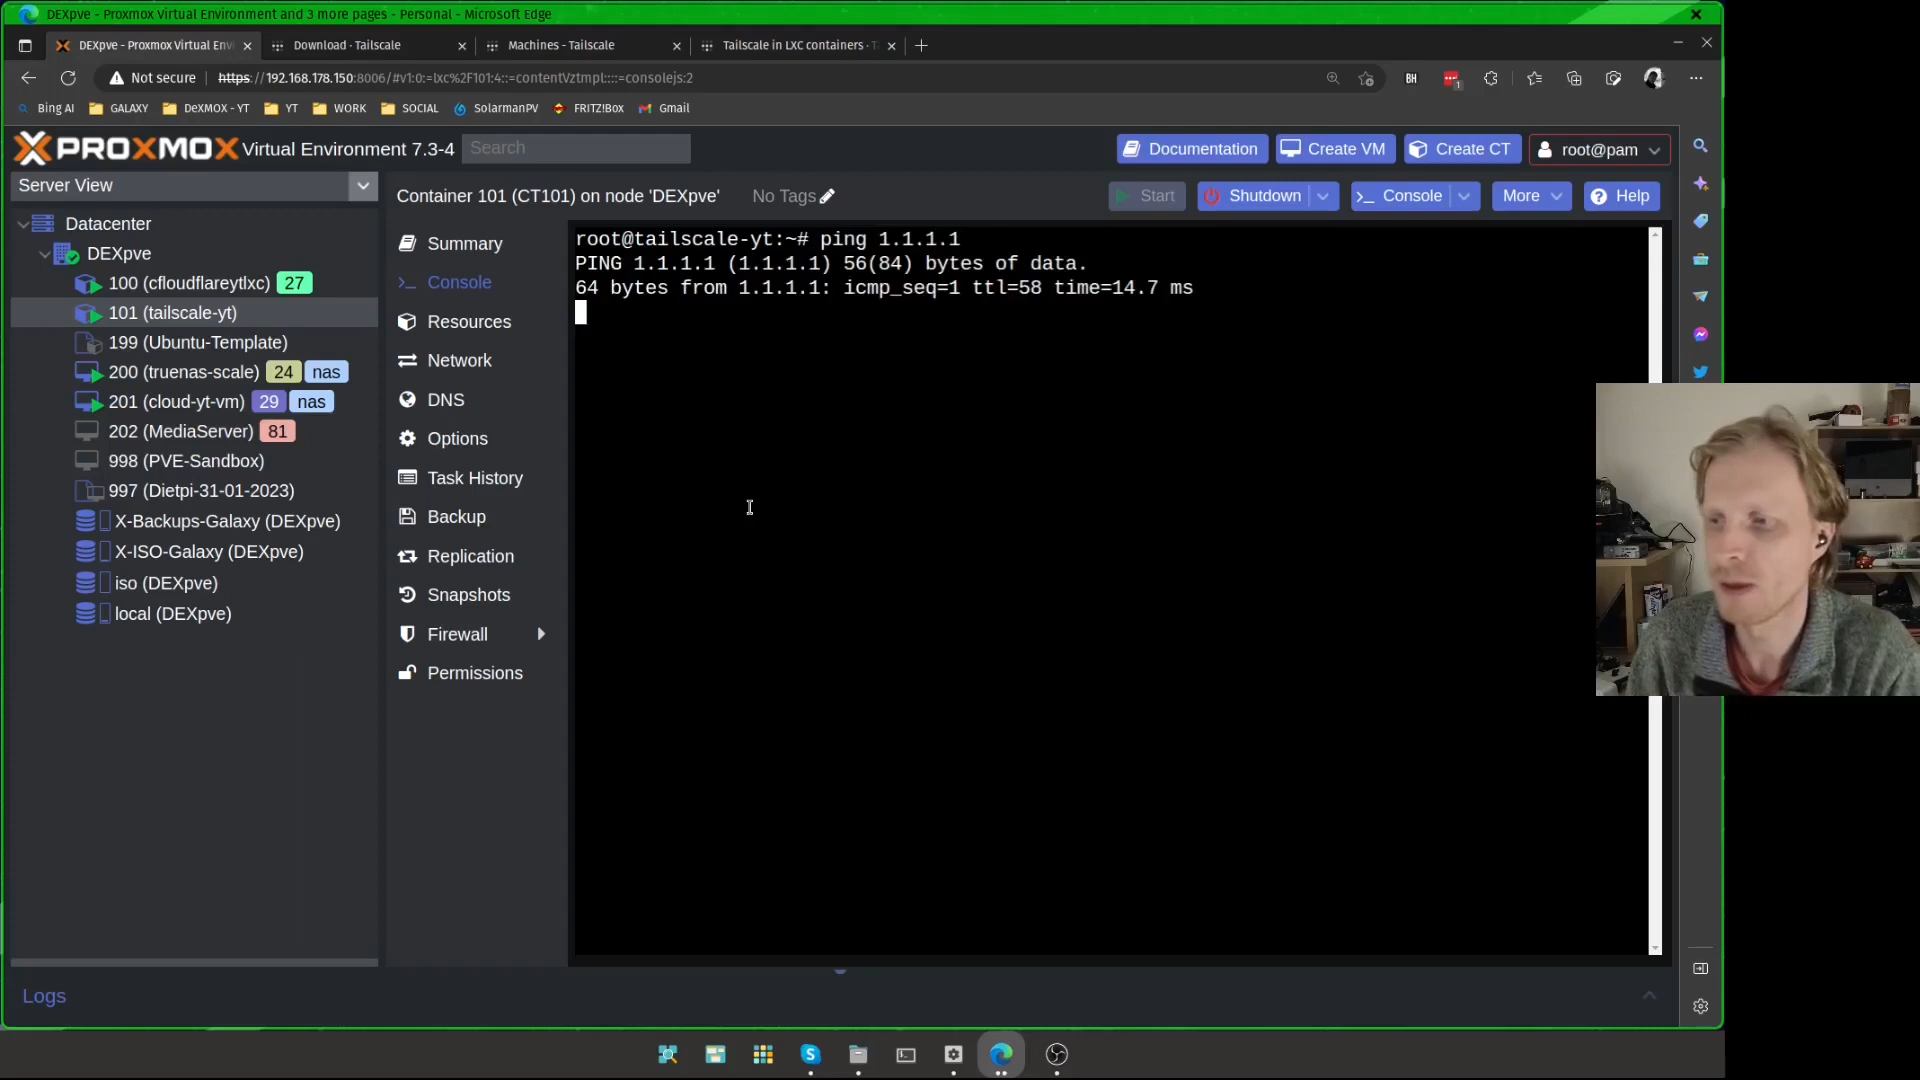 DEXpve - Proxmox Virtual Environment and 3 more pages - Personal - Microsoft Edge
DEXpve - Proxmox Virtual Envi
Download · Tailscale
Machines - Tailscale
Tailscale in LXC containers · T
Not secure
https://192.168.178.150:8006/#v1:0:=lxc%2F101:4::=contentVztmpl::::=consolejs:2
BH
1
Bing AI
GALAXY
DeXMOX - YT
YT
WORK
SOCIAL
SolarmanPV
FRITZ!Box
Gmail
PROXMOX Virtual Environment 7.3-4
Search
Documentation
Create VM
Create CT
root@pam
Server View
Container 101 (CT101) on node 'DEXpve'
No Tags
Start
Shutdown
Console
More
Help
Datacenter
DEXpve
100 (cfloudflareytlxc) 27
101 (tailscale-yt)
199 (Ubuntu-Template)
200 (truenas-scale) 24 nas
201 (cloud-yt-vm) 29 nas
202 (MediaServer) 81
998 (PVE-Sandbox)
997 (Dietpi-31-01-2023)
X-Backups-Galaxy (DEXpve)
X-ISO-Galaxy (DEXpve)
iso (DEXpve)
local (DEXpve)
Summary
Console
Resources
Network
DNS
Options
Task History
Backup
Replication
Snapshots
Firewall
Permissions
root@tailscale-yt:~# ping 1.1.1.1
PING 1.1.1.1 (1.1.1.1) 56(84) bytes of data.
64 bytes from 1.1.1.1: icmp_seq=1 ttl=58 time=14.7 ms
Logs